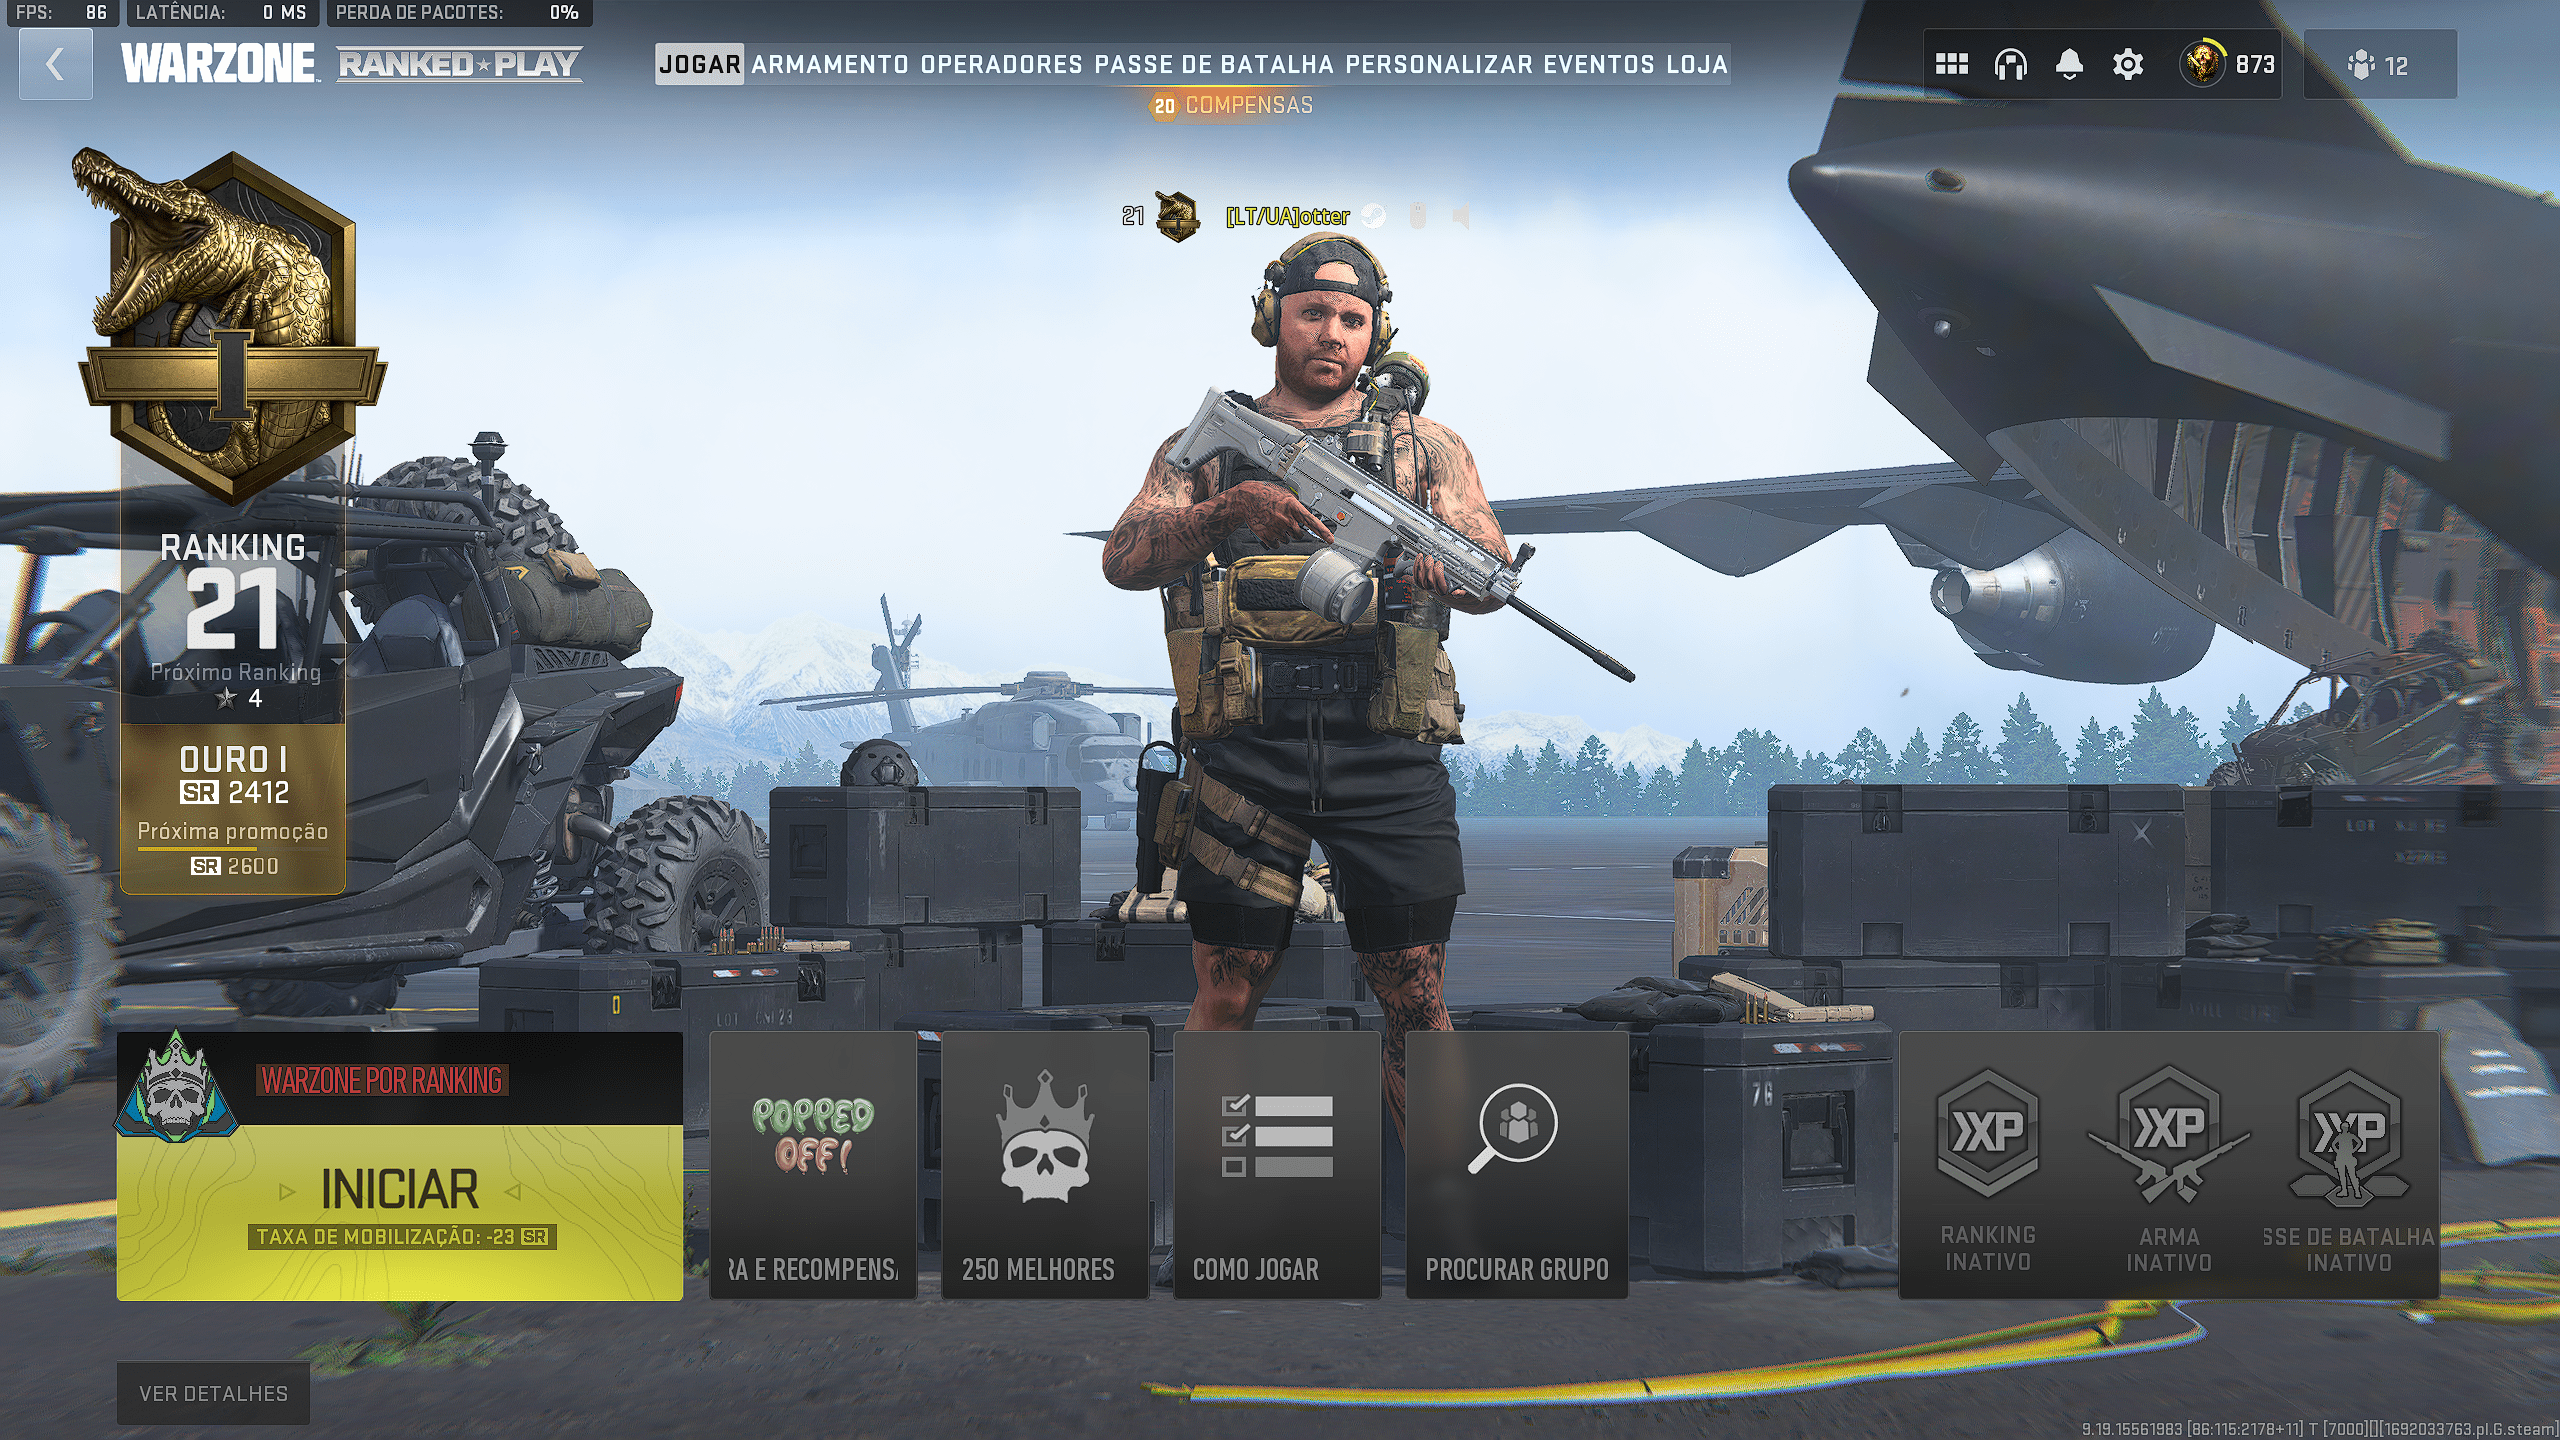 FPS: 86 LATÊNCIA: 0 MS PERDA DE PACOTES: 0%
WARZONE RANKED PLAY
JOGAR ARMAMENTO OPERADORES PASSE DE BATALHA PERSONALIZAR EVENTOS LOJA
873
12
20 COMPENSAS
21 [LT/UA]otter
I
RANKING
21
Próximo Ranking
4
OURO I
SR 2412
Próxima promoção
SR 2600
LOT
76
WARZONE POR RANKING
INICIAR
TAXA DE MOBILIZAÇÃO: -23 SR
POPPED
OFF!
RA E RECOMPENSA
250 MELHORES
COMO JOGAR
PROCURAR GRUPO
XP
RANKING
INATIVO
XP
ARMA
INATIVO
XP
SSE DE BATALHA
INATIVO
VER DETALHES
9.19.15561983 [86:115:2178+11] T [7000][][1692033763.pl.G.steam]